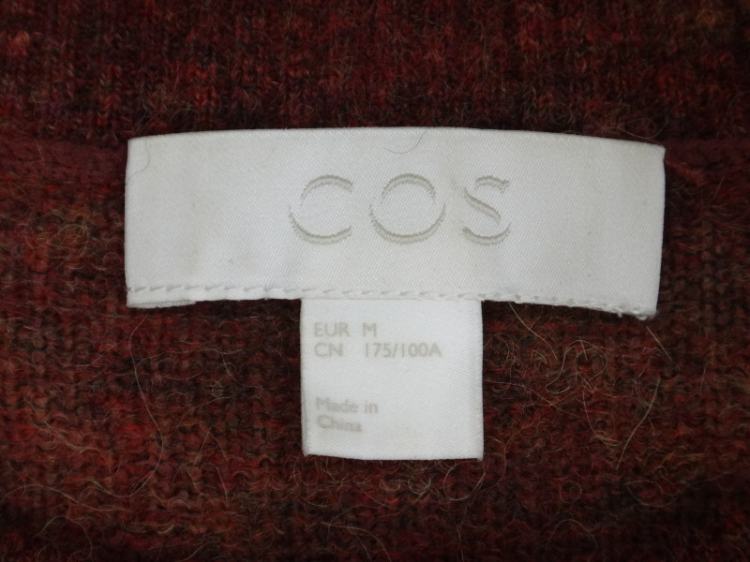 COS
EUR M
CN 175/100A
Made in
China